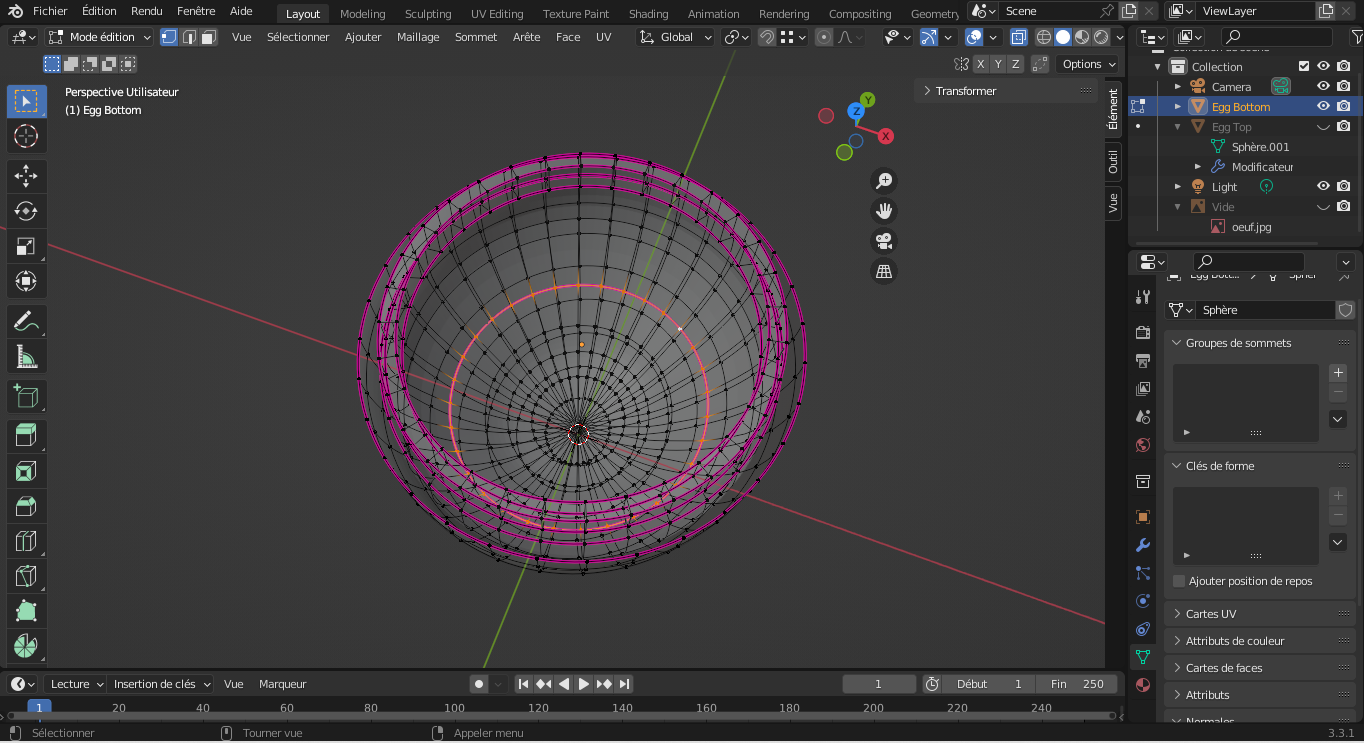 Fichier Édition Rendu Fenêtre Aide Layout Modeling Sculpting UV Editing Texture Paint Shading Animation Rendering Compositing Geometry Scene ViewLayer
Mode édition Vue Sélectionner Ajouter Maillage Sommet Arête Face UV Global
X Y Z Options
Perspective Utilisateur
(1) Egg Bottom
Transformer
Élément
Outil
Vue
Y
Z
X
Collection
Camera
Egg Bottom
Egg Top
Sphère.001
Modificateur
Light
Vide
oeuf.jpg
Sphère
Groupes de sommets
Clés de forme
Ajouter position de repos
Cartes UV
Attributs de couleur
Cartes de faces
Attributs
Normales
Lecture Insertion de clés Vue Marqueur 1 Début 1 Fin 250
1 20 40 60 80 100 120 140 160 180 200 220 240
Sélectionner Tourner vue Appeler menu 3.3.1